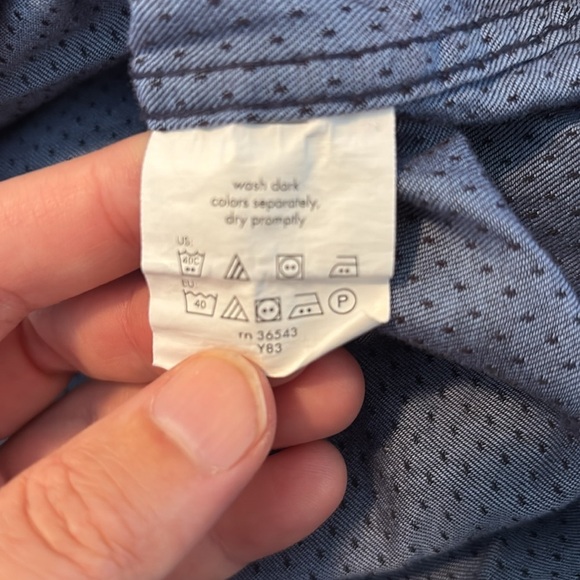 wash dark
colors separately,
dry promptly
US:
40C
EU:
40
P
rn 36543
Y83